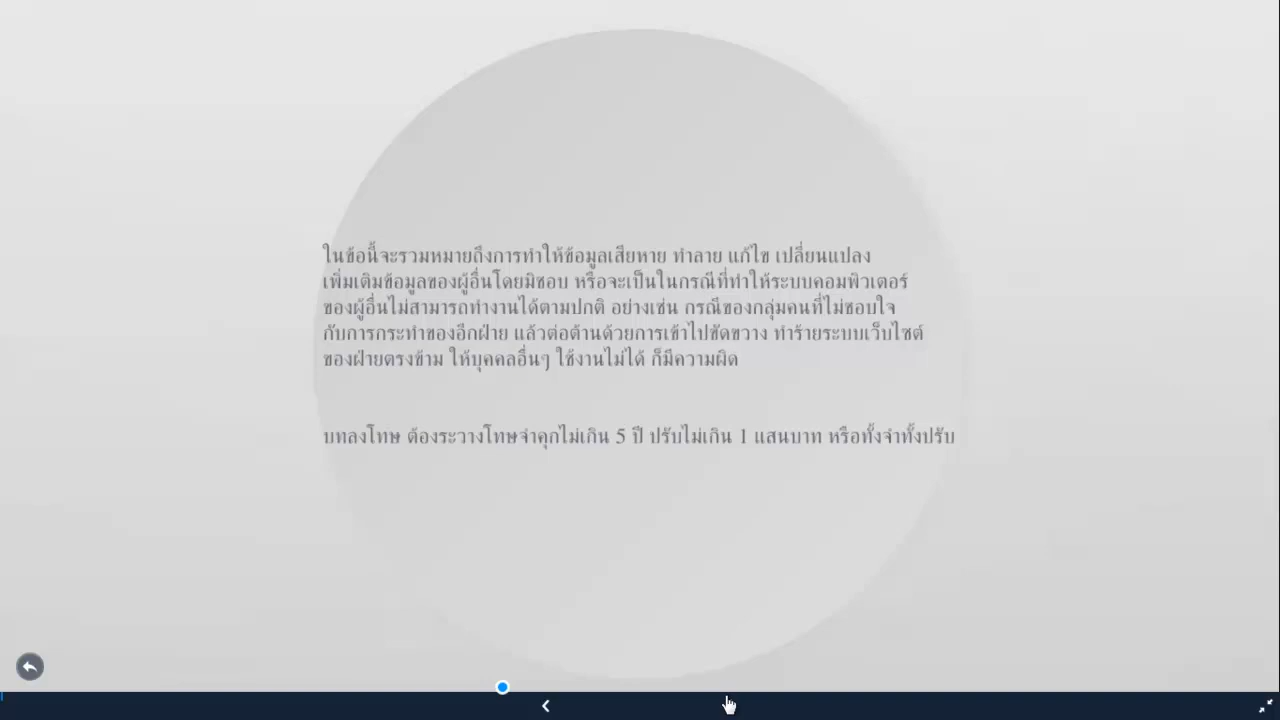 ในข้อนี้จะรวมหมายถึงการทำให้ข้อมูลเสียหาย ทำลาย แก้ไข เปลี่ยนแปลง
เพิ่มเติมข้อมูลของผู้อื่นโดยมิชอบ หรือจะเป็นในกรณีที่ทำให้ระบบคอมพิวเตอร์
ของผู้อื่นไม่สามารถทำงานได้ตามปกติ อย่างเช่น กรณีของกลุ่มคนที่ไม่ชอบใจ
กับการกระทำของอีกฝ่าย แล้วต่อต้านด้วยการเข้าไปขัดขวาง ทำร้ายระบบเว็บไซต์
ของฝ่ายตรงข้าม ให้บุคคลอื่นๆ ใช้งานไม่ได้ ก็มีความผิด
บทลงโทษ ต้องระวางโทษจำคุกไม่เกิน 5 ปี ปรับไม่เกิน 1 แสนบาท หรือทั้งจำทั้งปรับ